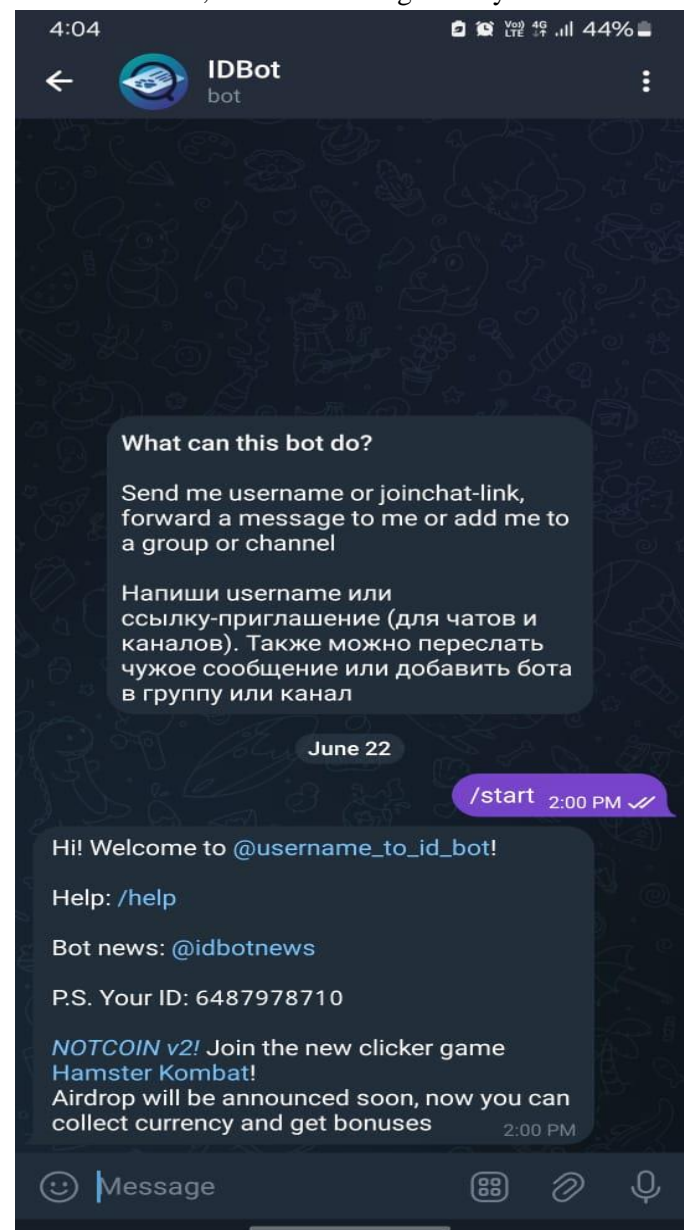 4:04
Vo)) LTE 4G 44%
IDBot
bot
What can this bot do?
Send me username or joinchat-link,
forward a message to me or add me to
a group or channel
Напиши username или
ссылку-приглашение (для чатов и
каналов). Также можно переслать
чужое сообщение или добавить бота
в группу или канал
June 22
/start 2:00 PM
Hi! Welcome to @username_to_id_bot!
Help: /help
Bot news: @idbotnews
P.S. Your ID: 6487978710
NOTCOIN v2! Join the new clicker game
Hamster Kombat!
Airdrop will be announced soon, now you can
collect currency and get bonuses 2:00 PM
Message